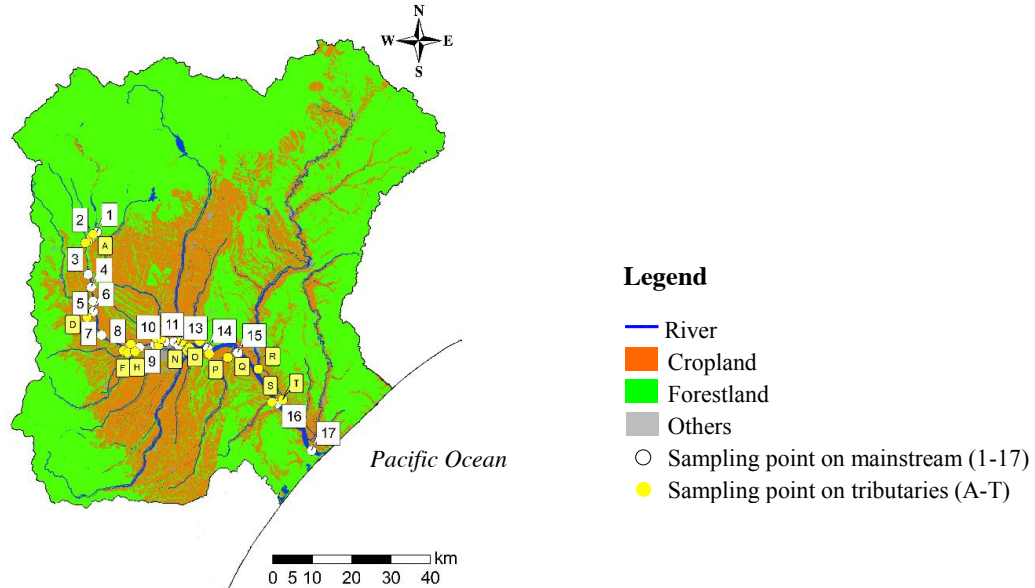 N
W E
S
2 1
A
3 4
5 6
D
7 8 10 11 13 14 15
9
F H N O P Q R
S T
16
17
Pacific Ocean
km
0 5 10 20 30 40
Legend
River
Cropland
Forestland
Others
Sampling point on mainstream (1-17)
Sampling point on tributaries (A-T)